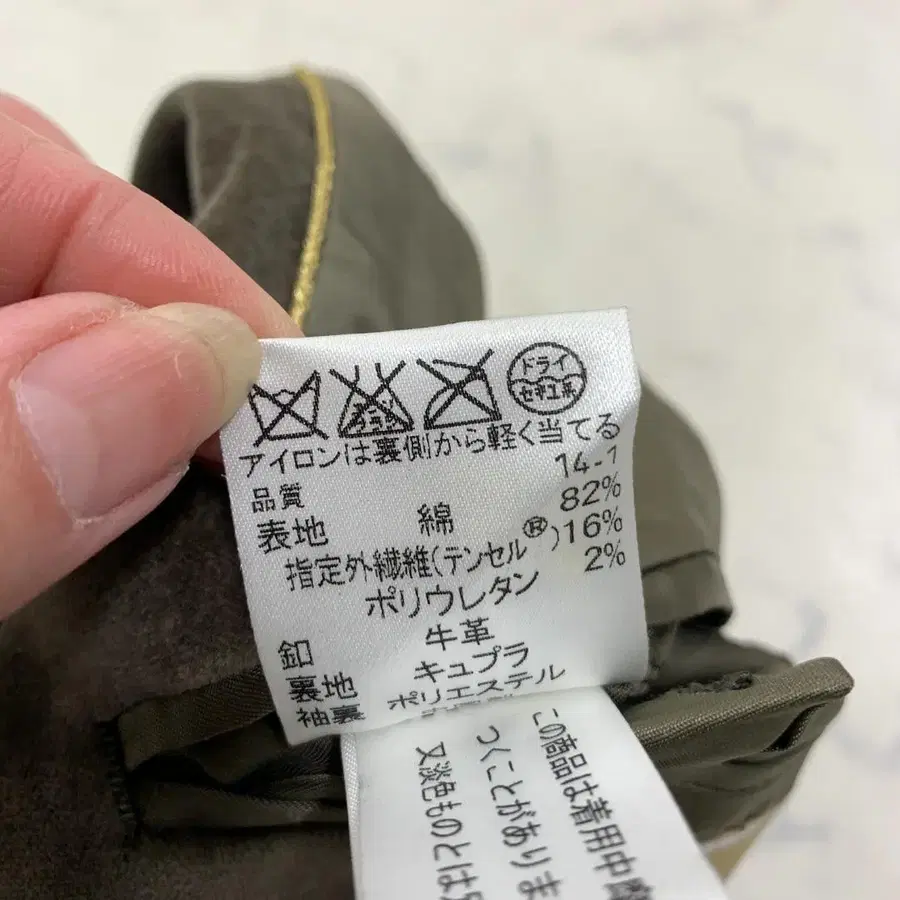 ドライ
セキユ系
アイロンは裏側から軽く当てる
14-1
品質
表地 綿 82%
指定外繊維(テンセル®)16%
ポリウレタン 2%
釦 牛革
裏地 キュプラ
袖裏 ポリエステル
この商品は着用中
つくことがありま
又淡色ものとは